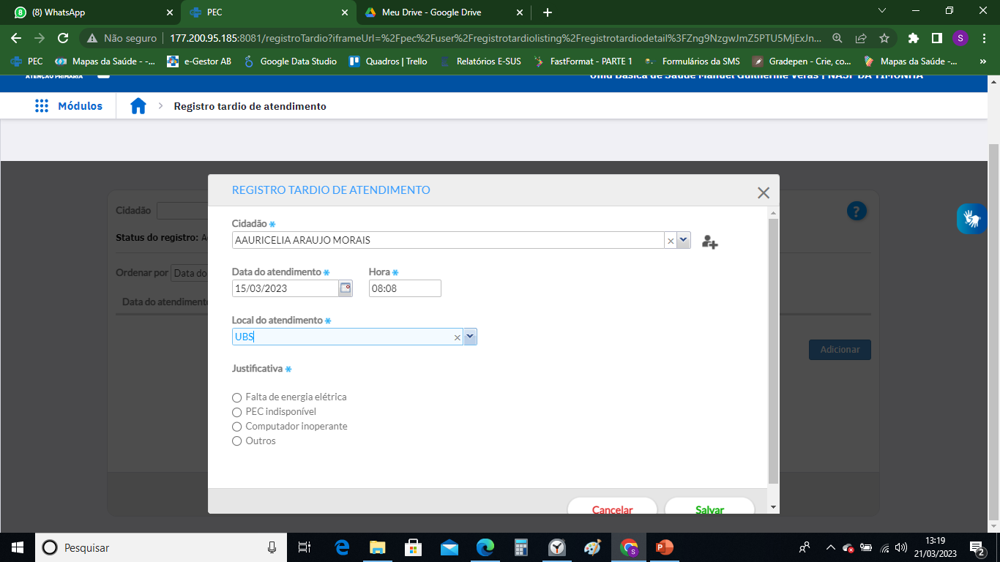 (8) WhatsApp
PEC
Meu Drive - Google Drive
Não seguro | 177.200.95.185:8081/registroTardio?iframeUrl=%2Fpec%2Fuser%2Fregistrotardiolisting%2Fregistrotardiodetail%3FZng9NzgwJmZ5PTU5MjExJn...
S
PEC
Mapas da Saúde - -...
e-Gestor AB
Google Data Studio
Quadros | Trello
Relatórios E-SUS
FastFormat - PARTE 1
Formulários da SMS
Gradepen - Crie, co...
Mapas da Saúde -...
»
ATENÇÃO PRIMÁRIA
Unid Básica de Saúde Manuel Guilherme Veras | NASF DA TIMONHA
Módulos
Registro tardio de atendimento
REGISTRO TARDIO DE ATENDIMENTO
Cidadão
Status do registro: A
Ordenar por Data do
Data do atendiment
?
Adicionar
Cidadão *
AAURICELIA ARAUJO MORAIS
Data do atendimento * Hora *
15/03/2023 08:08
Local do atendimento *
UBS
Justificativa *
Falta de energia elétrica
PEC indisponível
Computador inoperante
Outros
Cancelar Salvar
Pesquisar
13:19
21/03/2023
2